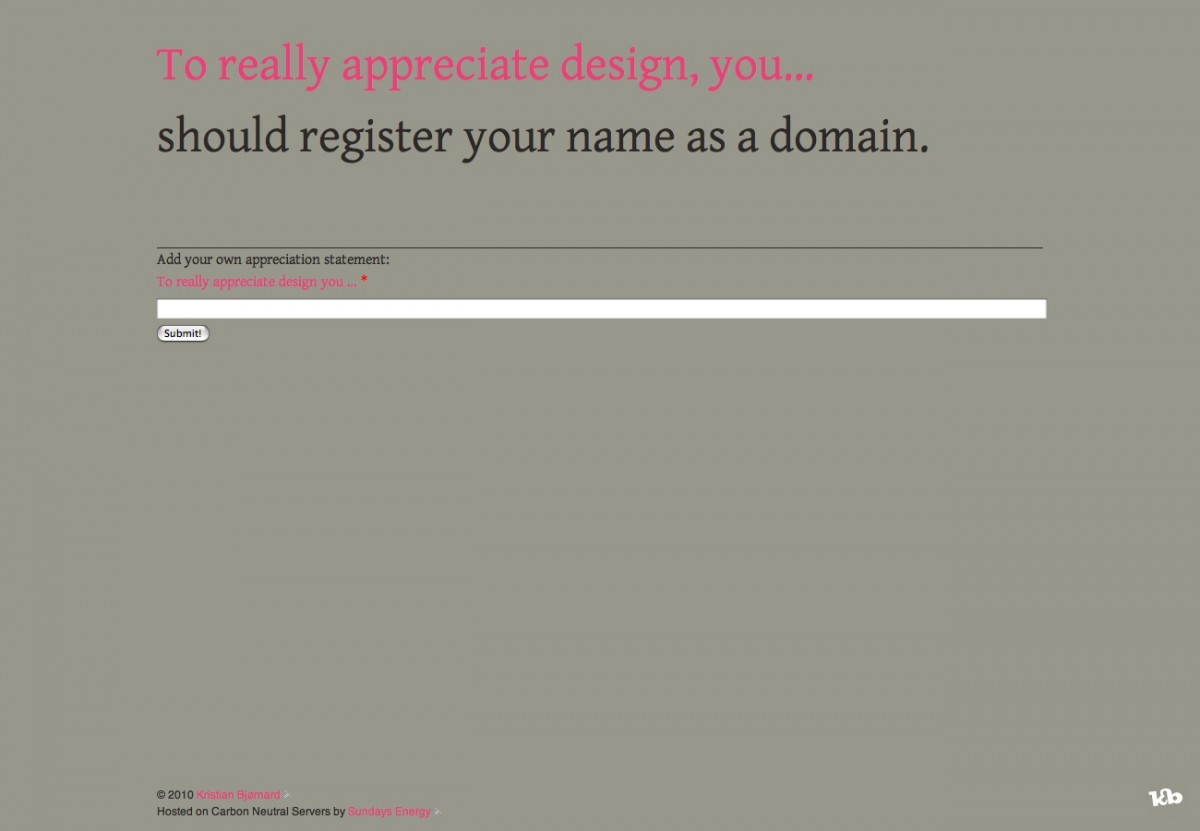 To really appreciate design, you...
should register your name as a domain.
Add your own appreciation statement:
To really appreciate design you ... *
Submit!
© 2010 Kristian Bjørnard
Hosted on Carbon Neutral Servers by Sundays Energy
kb